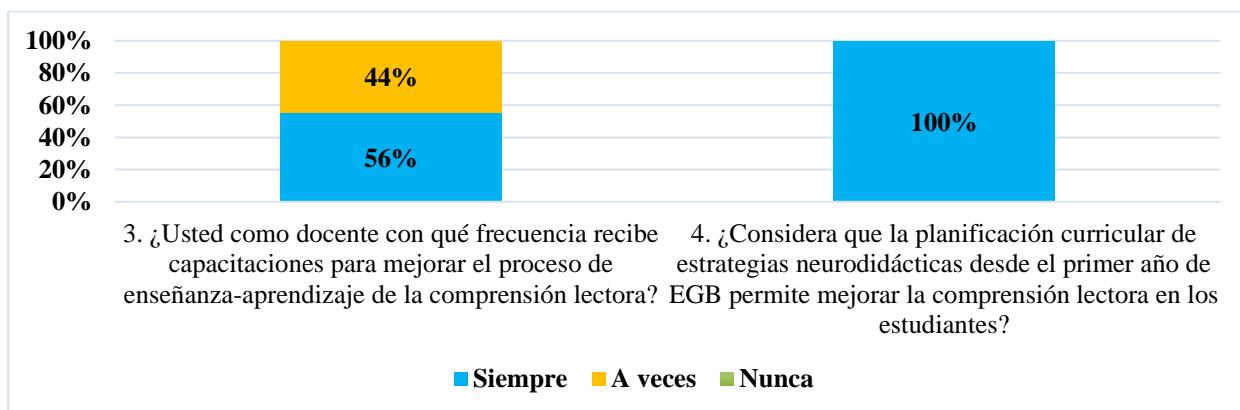 100%
80%
60%
40%
20%
0%
44%
56%
100%
3. ¿Usted como docente con qué frecuencia recibe
capacitaciones para mejorar el proceso de
enseñanza-aprendizaje de la comprensión lectora?
4. ¿Considera que la planificación curricular de
estrategias neurodidácticas desde el primer año de
EGB permite mejorar la comprensión lectora en los
estudiantes?
Siempre A veces Nunca